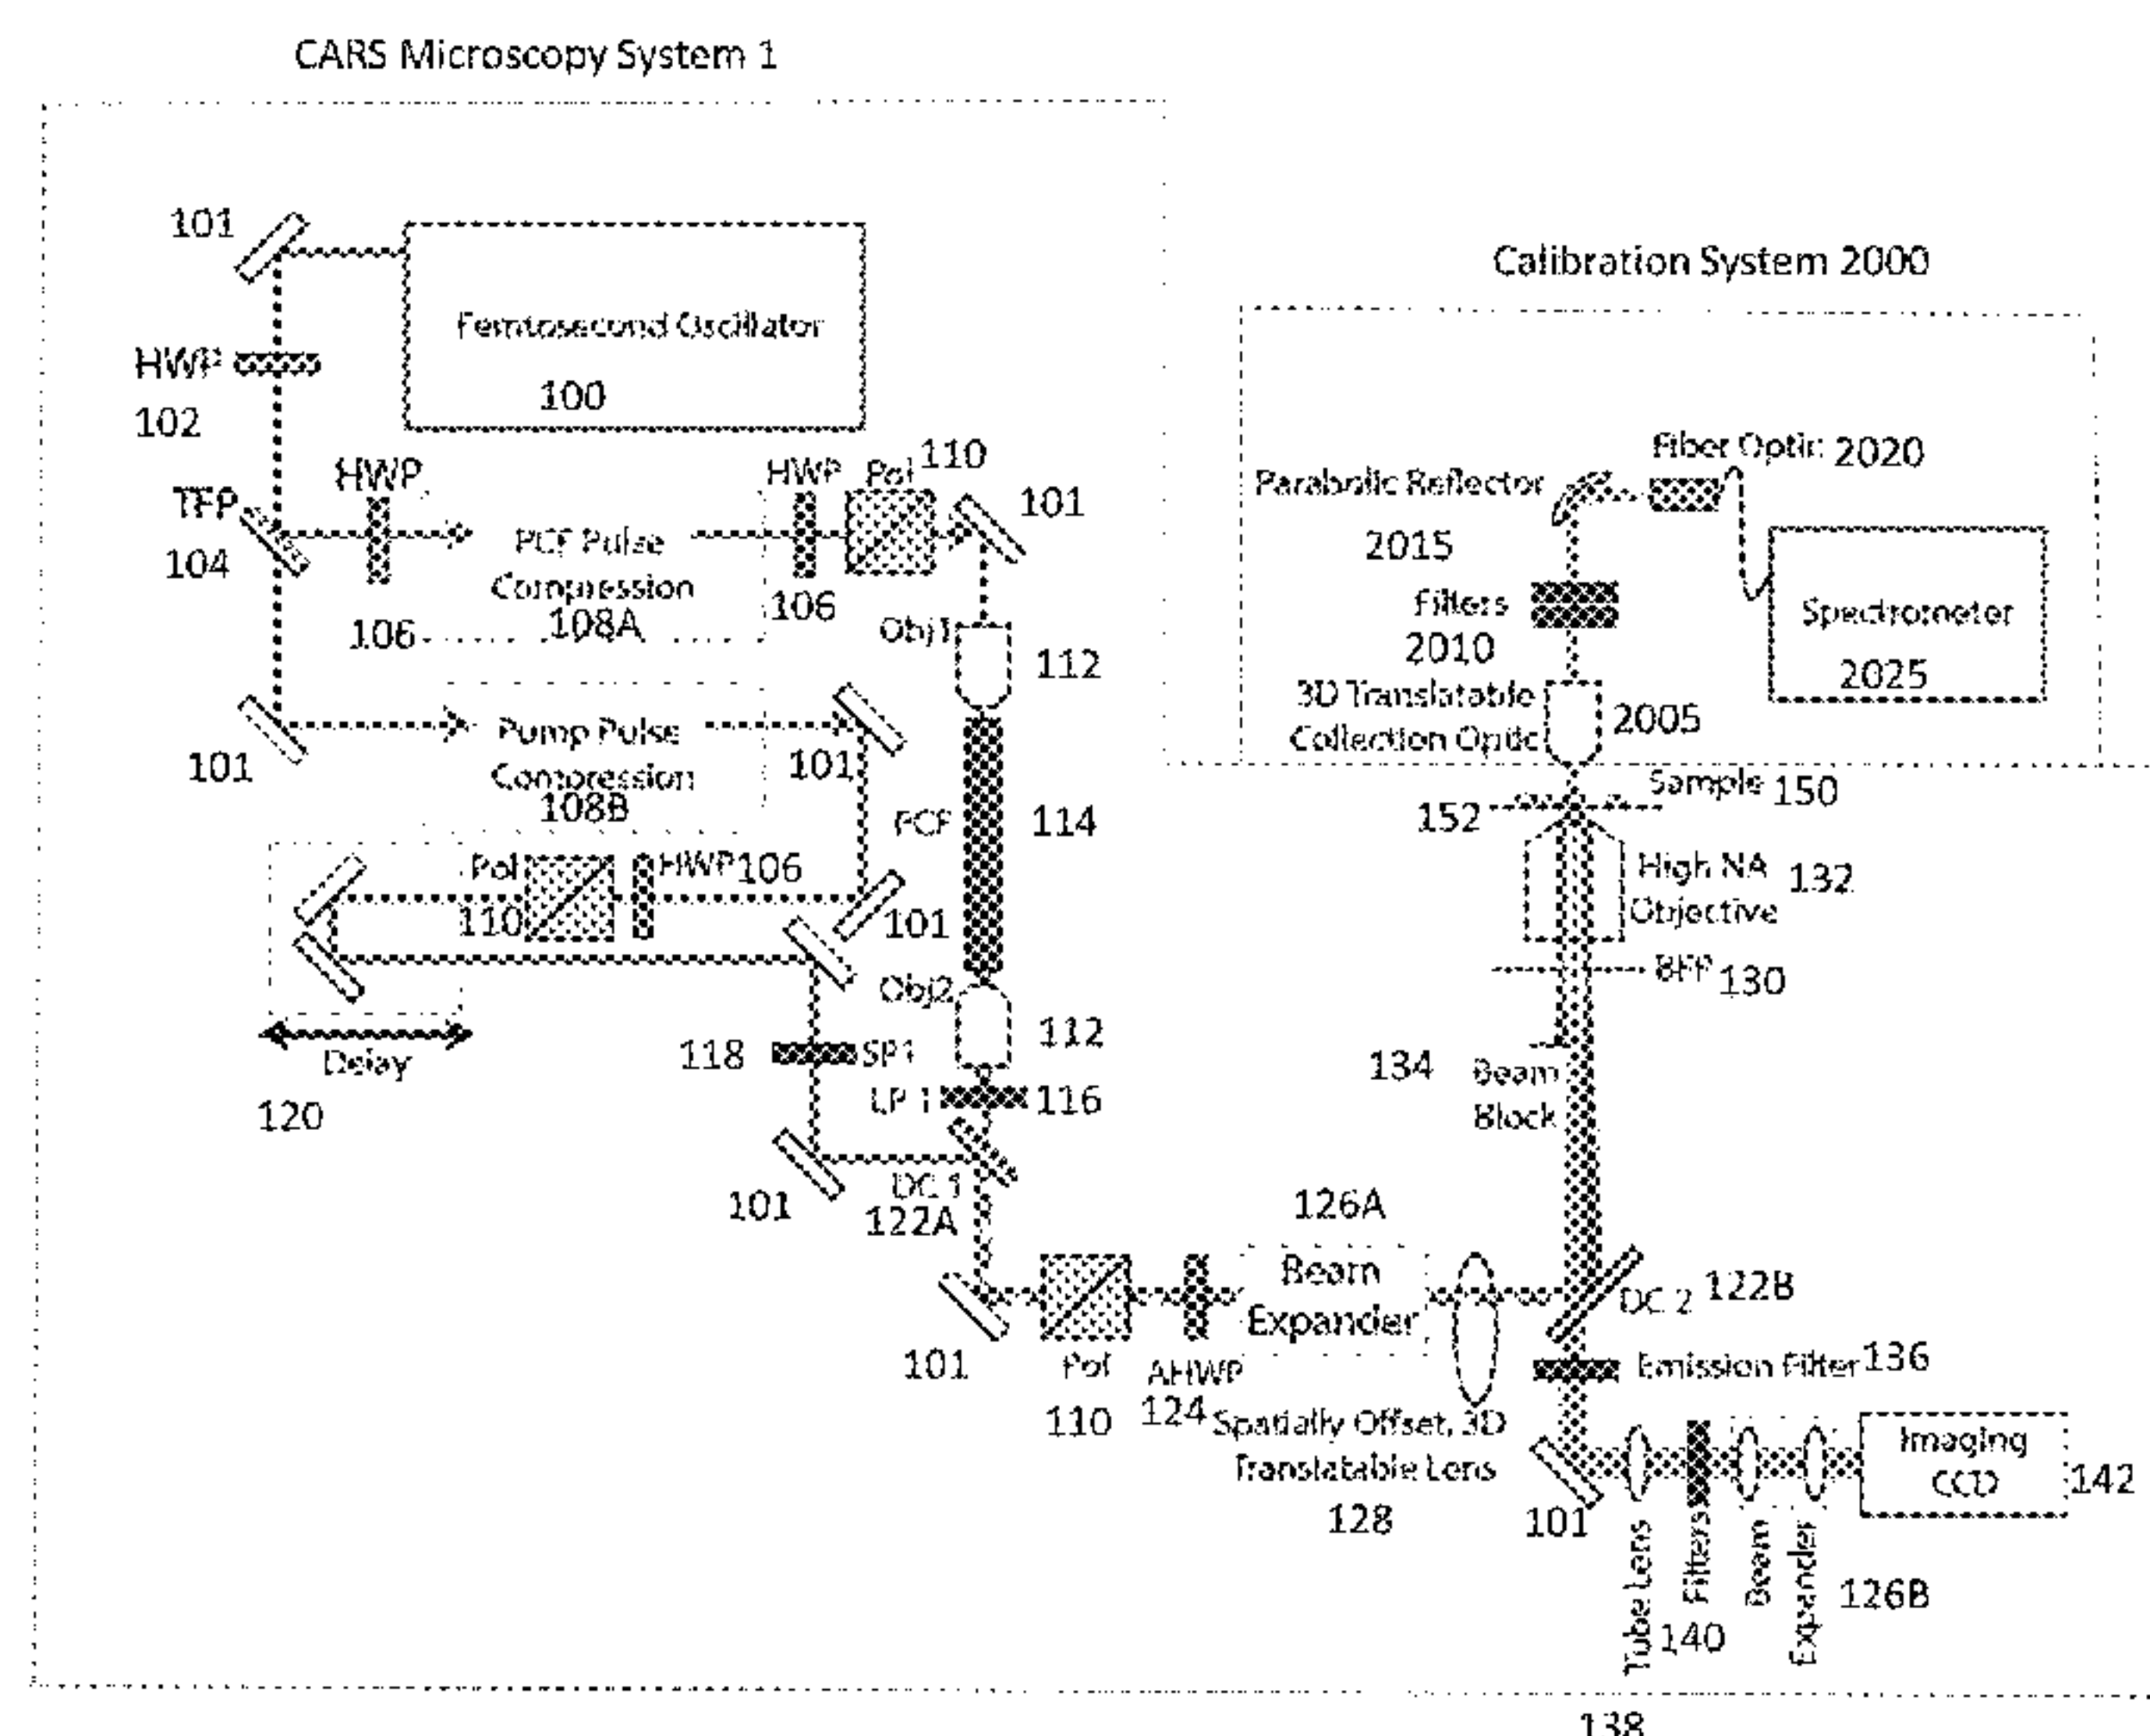 CARS Microscopy System 1
101
Femtosecond Oscillator
100
HWP
102
Calibration System 2000
TFP
104
HWP
106
PCF Pulse
Compression
108A
HWP
106
Pol 110
101
Obj1
112
Fiber Optic 2020
Parabolic Reflector
2015
Filters
2010
Spectrometer
2025
3D Translatable
Collection Optic
2005
101
Pump Pulse
Compression
108B
101
PCF
114
Sample 150
152
Pol
110
HWP 106
101
High NA
Objective
132
BFP 130
Obj2
112
Delay
120
118 SP1
LP 1 116
134 Beam
Block
101
DC 1
122A
126A
Beam
Expander
DC 2 122B
101
Pol
110
AHWP
124
Spatially Offset, 3D
Translatable Lens
128
Emission Filter 136
101
Imaging
CCD
142
Tube Lens
Filters
140
Beam
Expander
126B
138